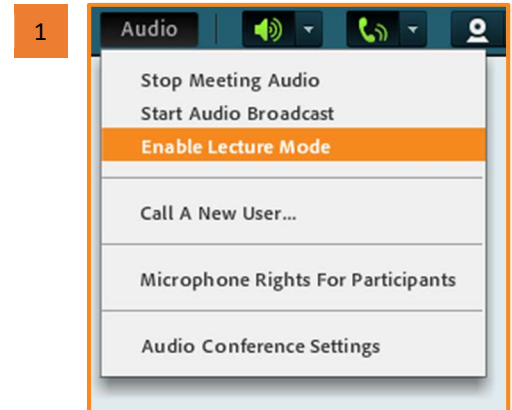 1
Audio
Stop Meeting Audio
Start Audio Broadcast
Enable Lecture Mode
Call A New User...
Microphone Rights For Participants
Audio Conference Settings